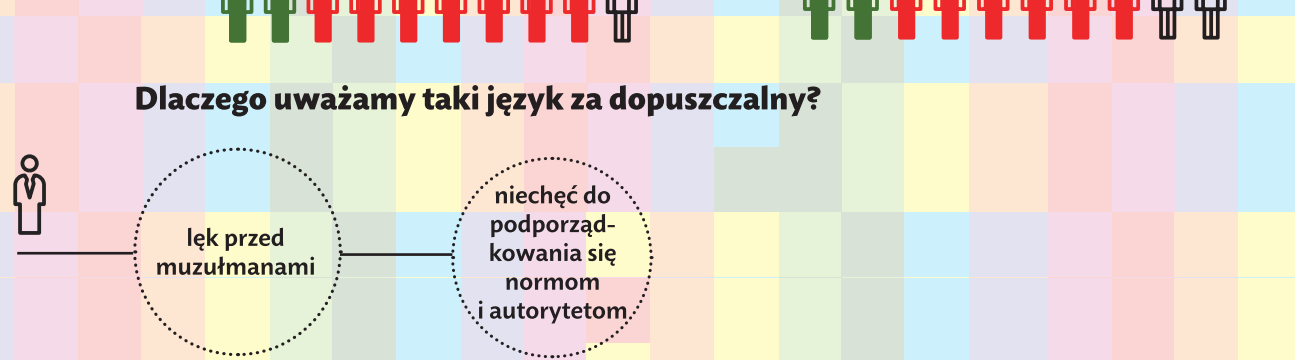 Dlaczego uważamy taki język za dopuszczalny?
lęk przed
muzułmanami
niechęć do
podporząd-
kowania się
normom
i autorytetom